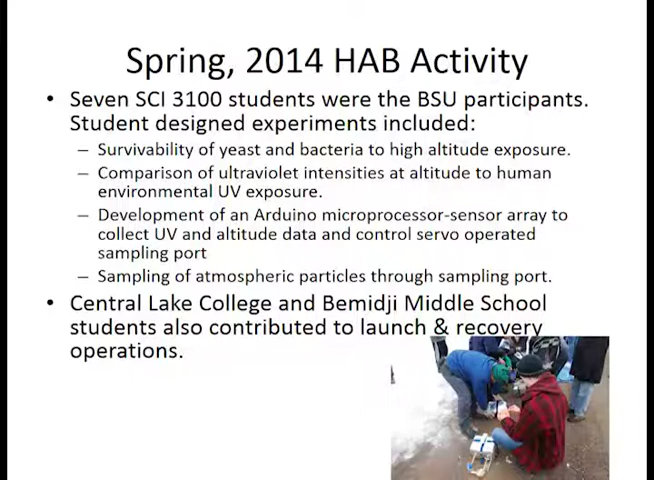 Spring, 2014 HAB Activity
• Seven SCI 3100 students were the BSU participants.
Student designed experiments included:
– Survivability of yeast and bacteria to high altitude exposure.
– Comparison of ultraviolet intensities at altitude to human
environmental UV exposure.
– Development of an Arduino microprocessor-sensor array to
collect UV and altitude data and control servo operated
sampling port
– Sampling of atmospheric particles through sampling port.
• Central Lake College and Bemidji Middle School
students also contributed to launch & recovery
operations.